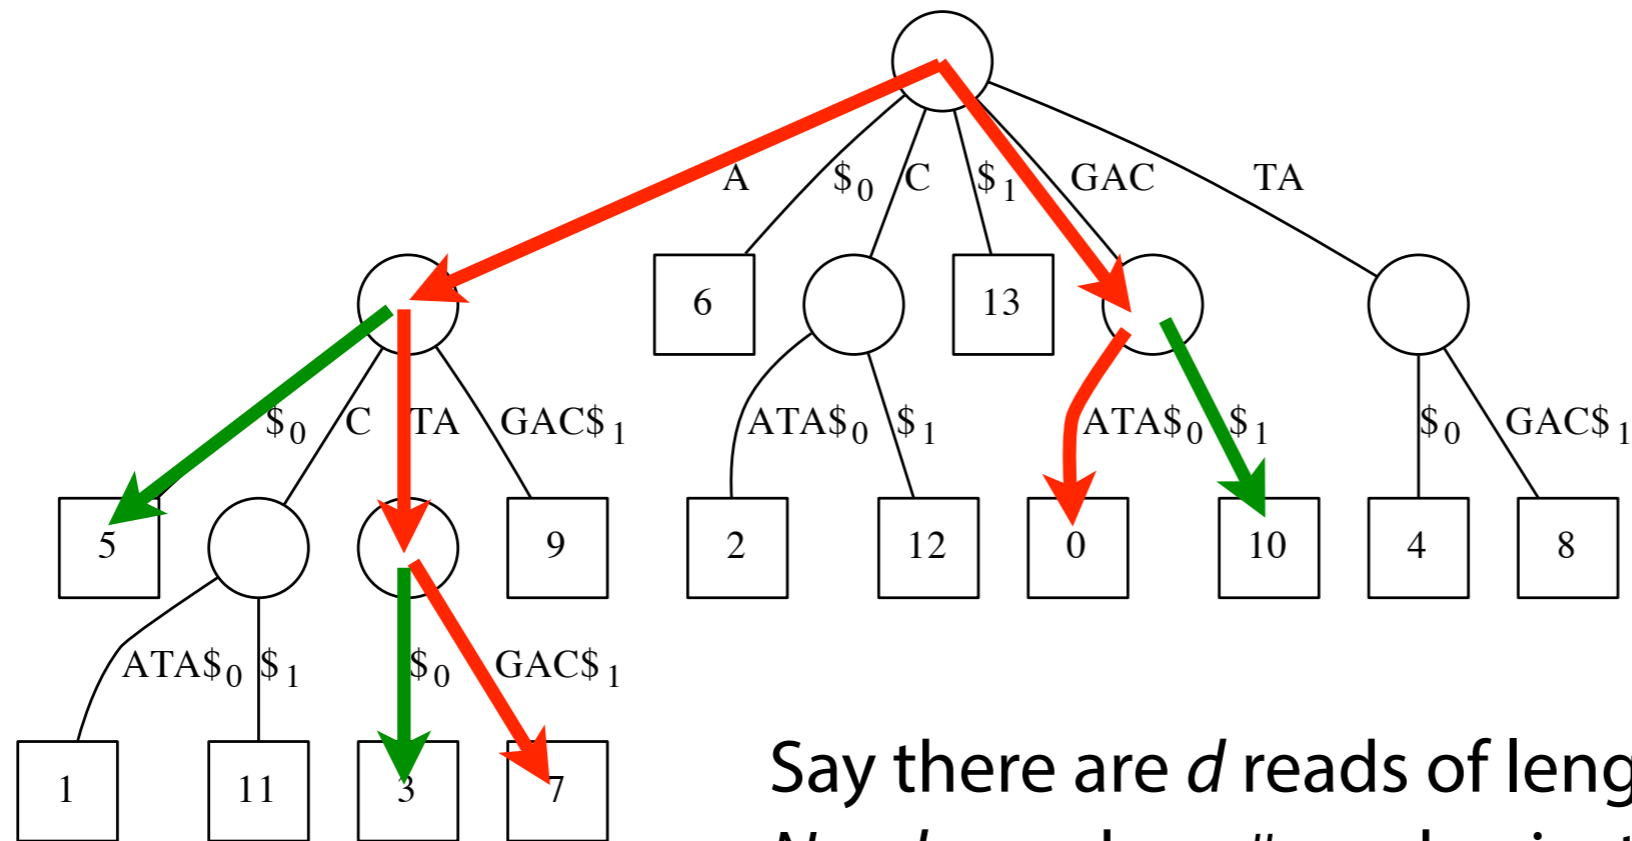 A $0 C $1 GAC TA
6 13
$0 C TA GAC$1 ATA$0 $1 ATA$0 $1 $0 GAC$1
5 9 2 12 0 10 4 8
ATA$0 $1 $0 GAC$1
1 11 3 7
Say there are d reads of leng